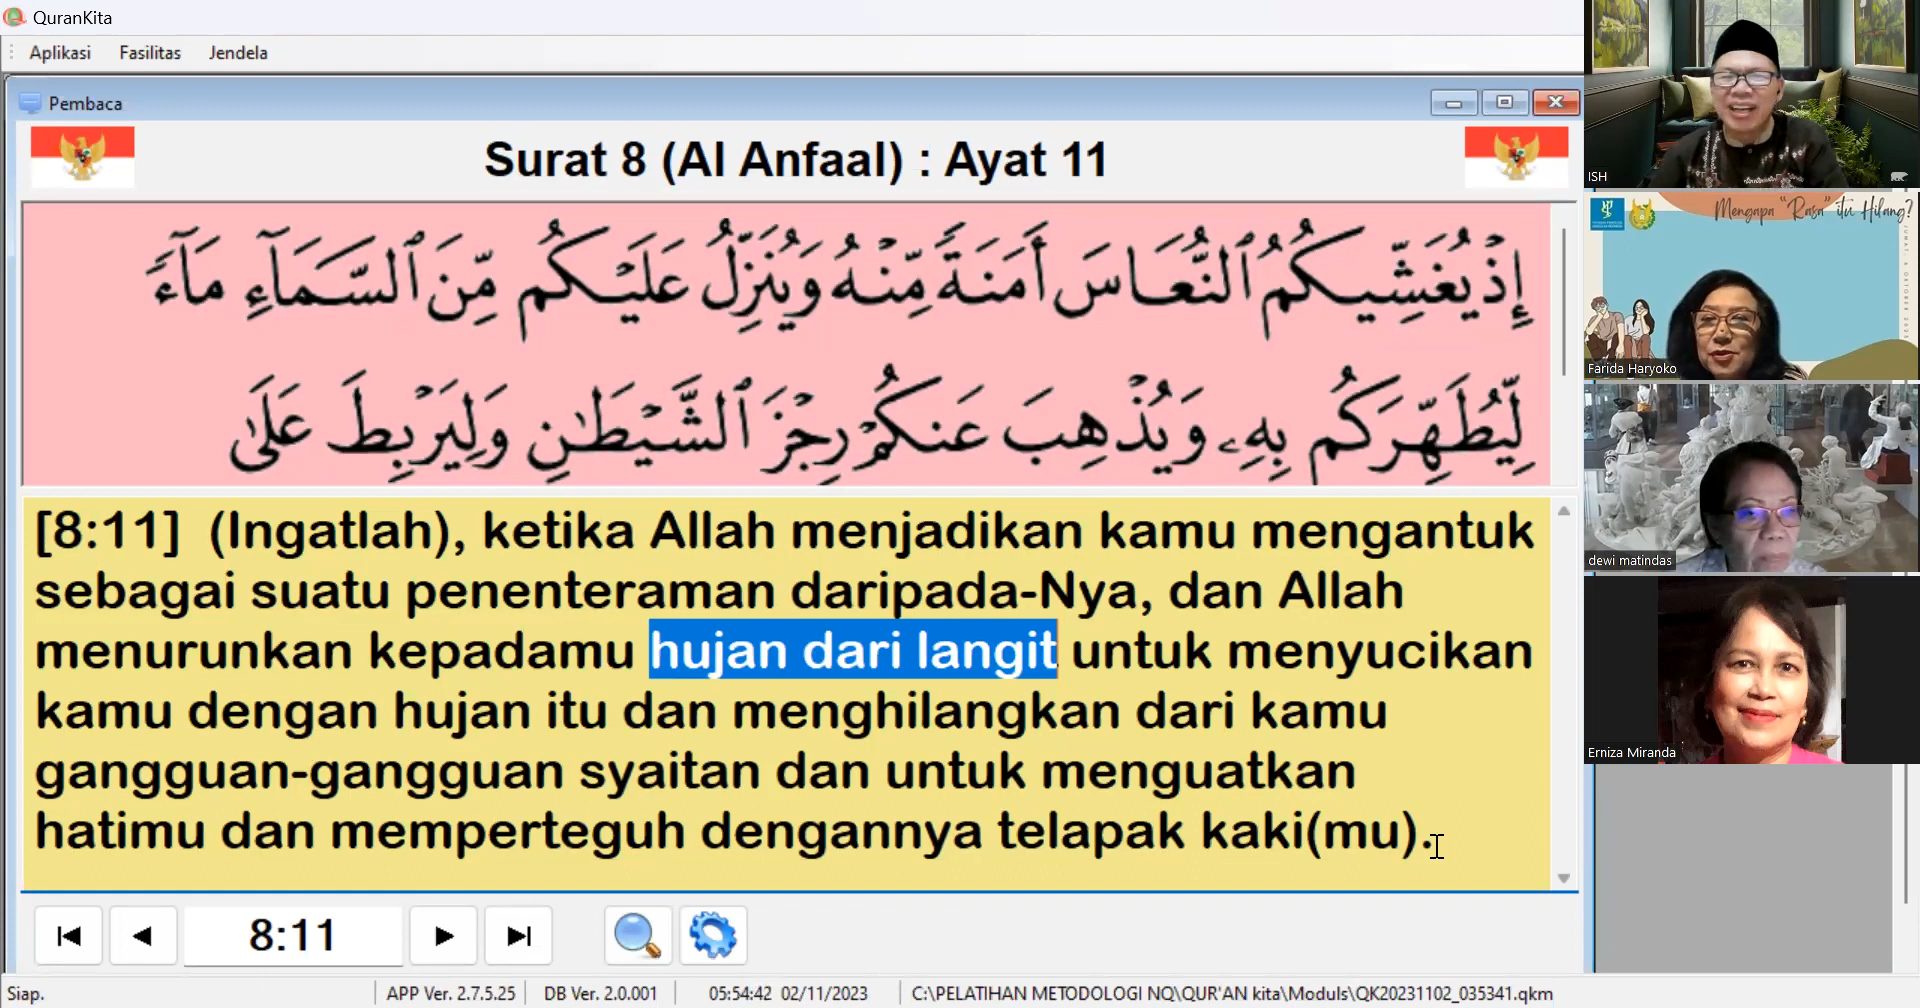 QuranKita
Aplikasi Fasilitas Jendela
Pembaca
Surat 8 (Al Anfaal) : Ayat 11
إِذْ يُغَشِّيكُمُ ٱلنُّعَاسَ أَمَنَةً مِّنْهُ وَيُنَزِّلُ عَلَيْكُم مِّنَ ٱلسَّمَآءِ مَآءً
لِّيُطَهِّرَكُم بِهِۦ وَيُذْهِبَ عَنكُمْ رِجْزَ ٱلشَّيْطَٰنِ وَلِيَرْبِطَ عَلَىٰ
[8:11] (Ingatlah), ketika Allah menjadikan kamu mengantuk
sebagai suatu penenteraman daripada-Nya, dan Allah
menurunkan kepadamu hujan dari langit untuk menyucikan
kamu dengan hujan itu dan menghilangkan dari kamu
gangguan-gangguan syaitan dan untuk menguatkan
hatimu dan memperteguh dengannya telapak kaki(mu).
8:11
Siap. APP Ver. 2.7.5.25 DB Ver. 2.0.001 05:54:42 02/11/2023 C:\PELATIHAN METODOLOGI NQ\QUR'AN kita\Moduls\QK20231102_035341.qkm
ISH
Mengapa "Rasa" itu Hilang?
Farida Haryoko
dewi matindas
Erniza Miranda